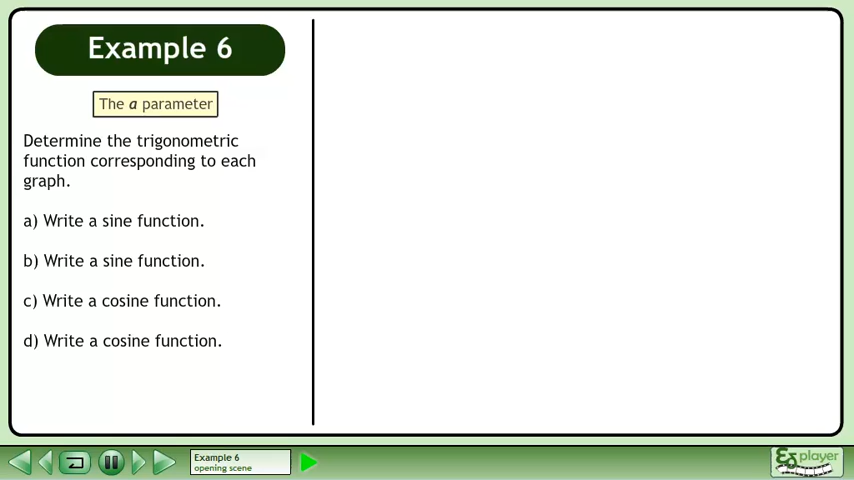 Example 6
The a parameter
Determine the trigonometric
function corresponding to each
graph.
a) Write a sine function.
b) Write a sine function.
c) Write a cosine function.
d) Write a cosine function.
Example 6
opening scene
player